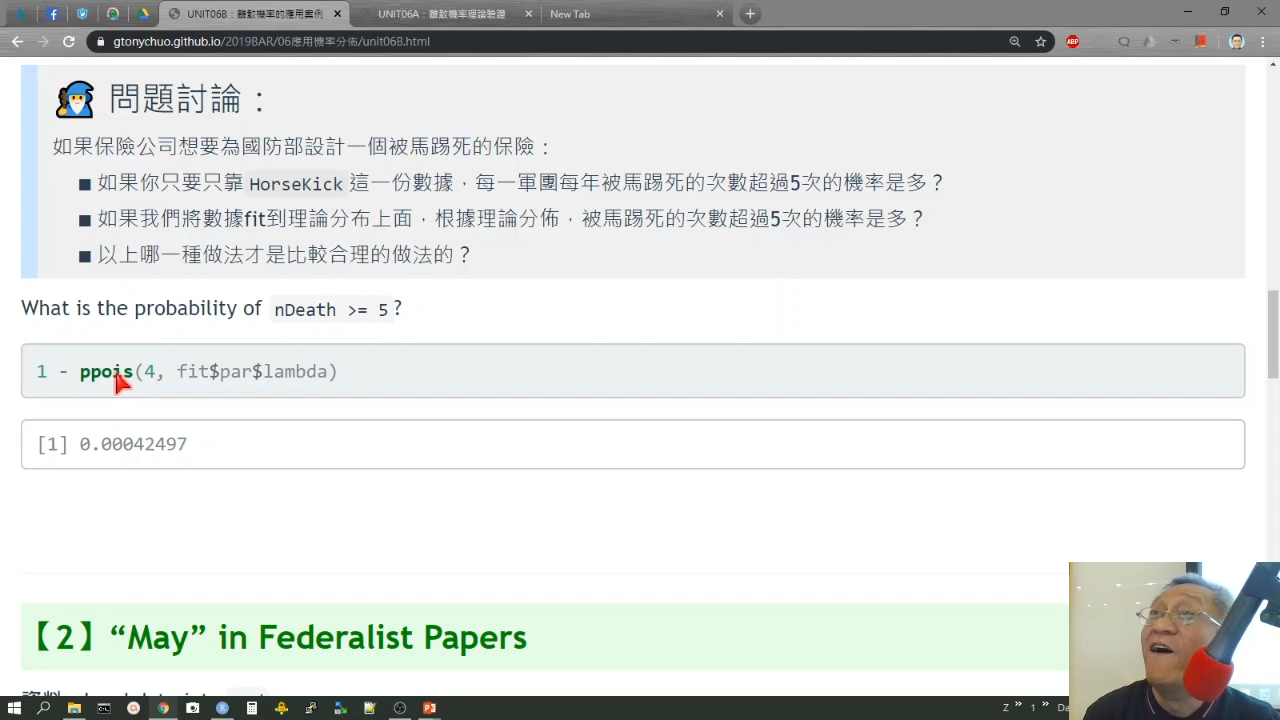 UNIT06B：離散機率的應用案例
UNIT06A：離散機率理論驗證
New Tab
gtonychuo.github.io/2019BAR/06應用機率分佈/unit06B.html
ABP
問題討論：
如果保險公司想要為國防部設計一個被馬踢死的保險：
■ 如果你只要只靠 HorseKick 這一份數據，每一軍團每年被馬踢死的次數超過5次的機率是多？
■ 如果我們將數據fit到理論分布上面，根據理論分佈，被馬踢死的次數超過5次的機率是多？
■ 以上哪一種做法才是比較合理的做法的？
What is the probability of nDeath >= 5?
1 - ppois(4, fit$par$lambda)
[1] 0.00042497
【2】“May” in Federalist Papers